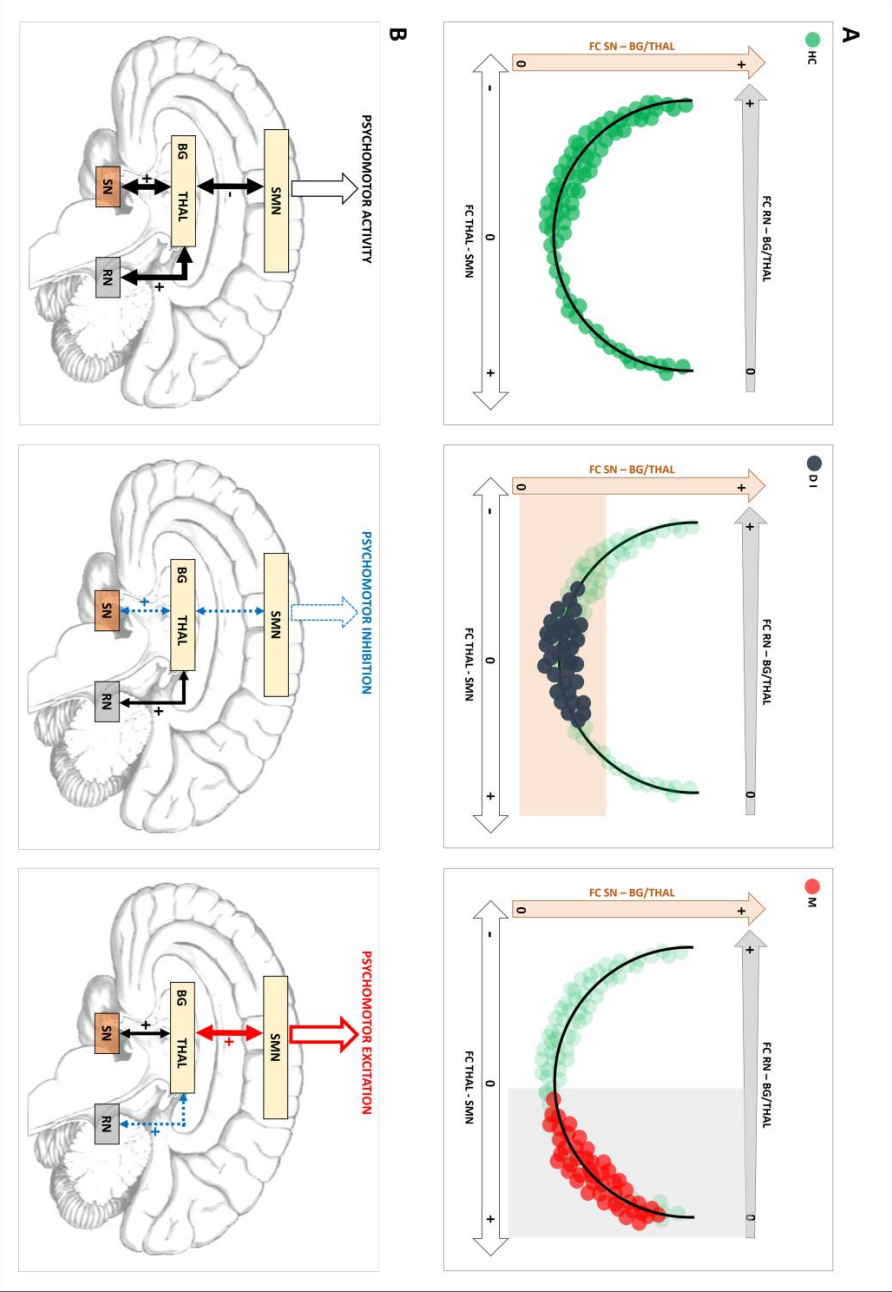 A
HC
FC RN – BG/THAL
+ 0
+
FC SN – BG/THAL
0
FC THAL - SMN
- 0 +
D I
FC RN – BG/THAL
+ 0
+
FC SN – BG/THAL
0
FC THAL - SMN
- 0 +
M
FC RN – BG/THAL
+ 0
+
FC SN – BG/THAL
0
FC THAL - SMN
- 0 +
B
PSYCHOMOTOR ACTIVITY
SMN
-
BG THAL
+
+
SN
RN
PSYCHOMOTOR INHIBITION
SMN
BG THAL
+
+
SN
RN
PSYCHOMOTOR EXCITATION
SMN
+
BG THAL
+
+
SN
RN